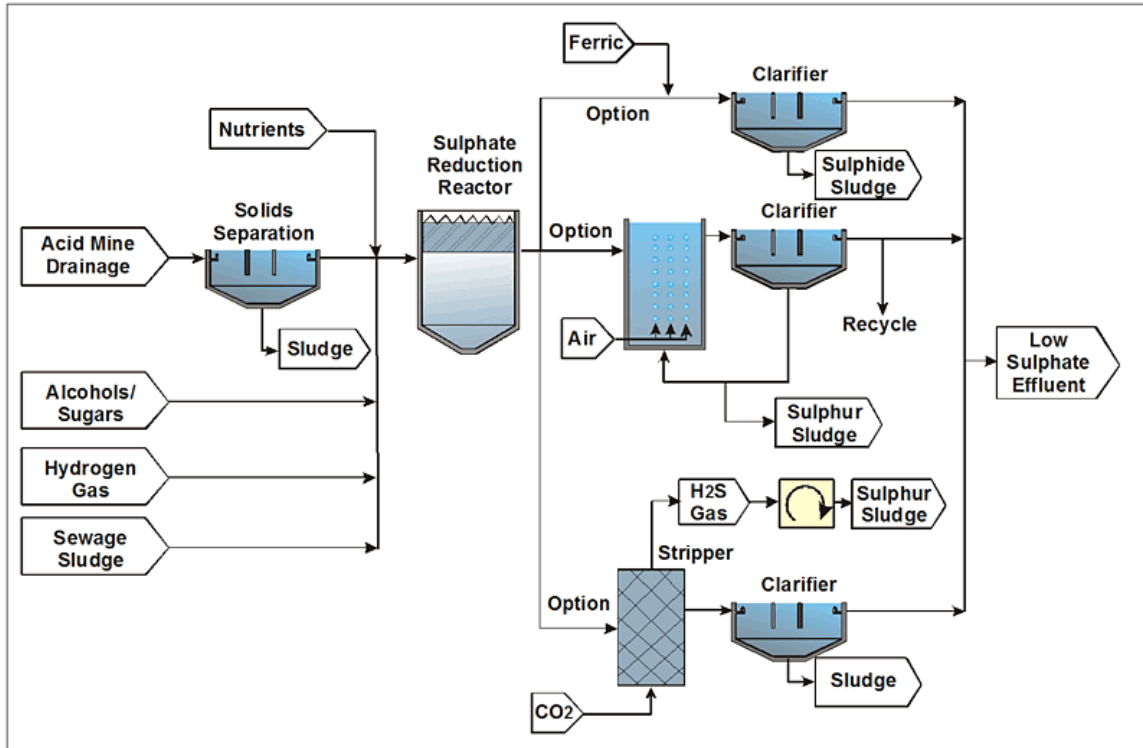 Ferric
Clarifier
Option
Nutrients
Sulphate
Reduction
Reactor
Sulphide
Sludge
Solids
Separation
Clarifier
Option
Acid Mine
Drainage
Recycle
Air
Sludge
Low
Sulphate
Effluent
Alcohols/
Sugars
Sulphur
Sludge
Hydrogen
Gas
H2S
Gas
Sulphur
Sludge
Sewage
Sludge
Stripper
Clarifier
Option
Sludge
CO2